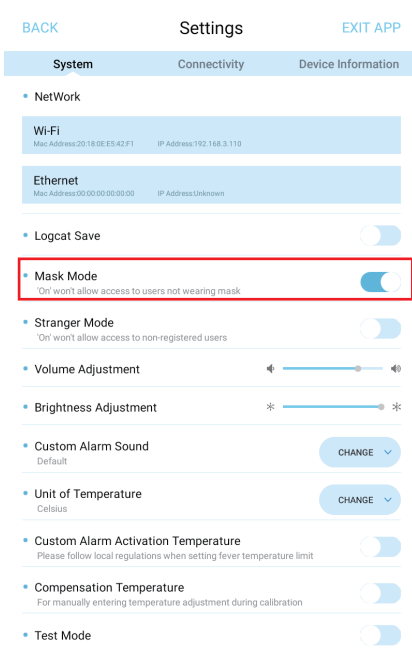 BACK Settings EXIT APP
System Connectivity Device Information
NetWork
Wi-Fi
Mac Address:20:18:0E:E5:42:F1 IP Address:192.168.3.110
Ethernet
Mac Address:00:00:00:00:00:00 IP Address:Unknown
Logcat Save
Mask Mode
'On' won't allow access to users not wearing mask
Stranger Mode
'On' won't allow access to non-registered users
Volume Adjustment
Brightness Adjustment
Custom Alarm Sound
Default
CHANGE
Unit of Temperature
Celsius
CHANGE
Custom Alarm Activation Temperature
Please follow local regulations when setting fever temperature limit
Compensation Temperature
For manually entering temperature adjustment during calibration
Test Mode